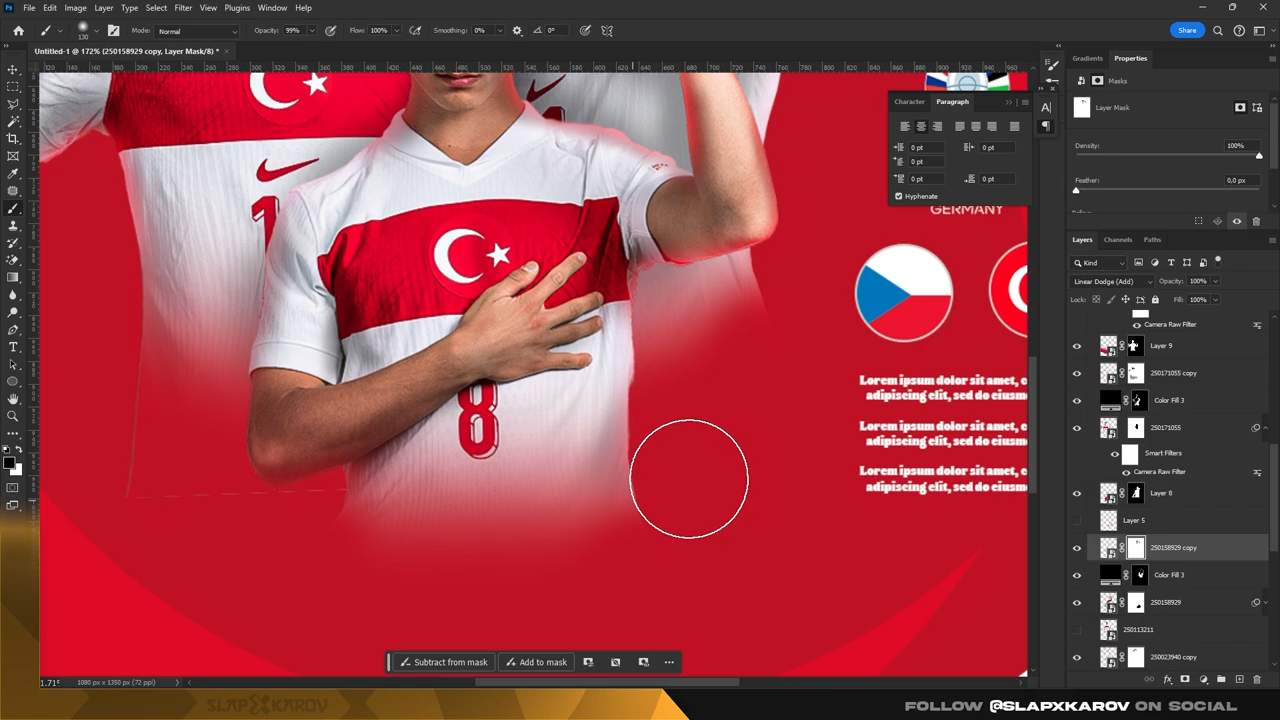 Ps File Edit Image Layer Type Select Filter View Plugins Window Help
130 Mode: Normal Opacity: 99% Flow: 100% Smoothing: 0% 0° Share
Untitled-1 @ 172% (250158929 copy, Layer Mask/8) *
Gradients Properties
Masks
Layer Mask
Density: 100%
Feather: 0,0 px
Character Paragraph
0 pt 0 pt
0 pt
0 pt 0 pt
Hyphenate
GERMANY
8
Lorem ipsum dolor sit amet, c
adipiscing elit, sed do eiusm
Lorem ipsum dolor sit amet, c
adipiscing elit, sed do eiusm
Lorem ipsum dolor sit amet, c
adipiscing elit, sed do eiusm
Layers Channels Paths
Kind
Linear Dodge (Add) Opacity: 100%
Lock: Fill: 100%
Camera Raw Filter
Layer 9
250171055 copy
Color Fill 3
250171055
Smart Filters
Camera Raw Filter
Layer 8
Layer 5
250158929 copy
Color Fill 3
250158929
250113211
250023940 copy
Subtract from mask Add to mask
1080 px x 1350 px (72 ppi)
SLAPXKAROV
FOLLOW @SLAPXKAROV ON SOCIAL